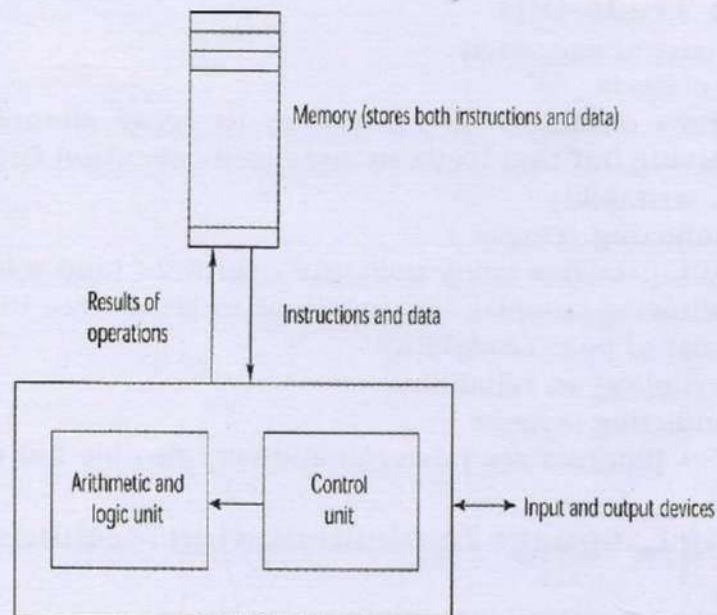 Memory (stores both instructions and data)
Results of
operations
Instructions and data
Arithmetic and
logic unit
Control
unit
Input and output devices